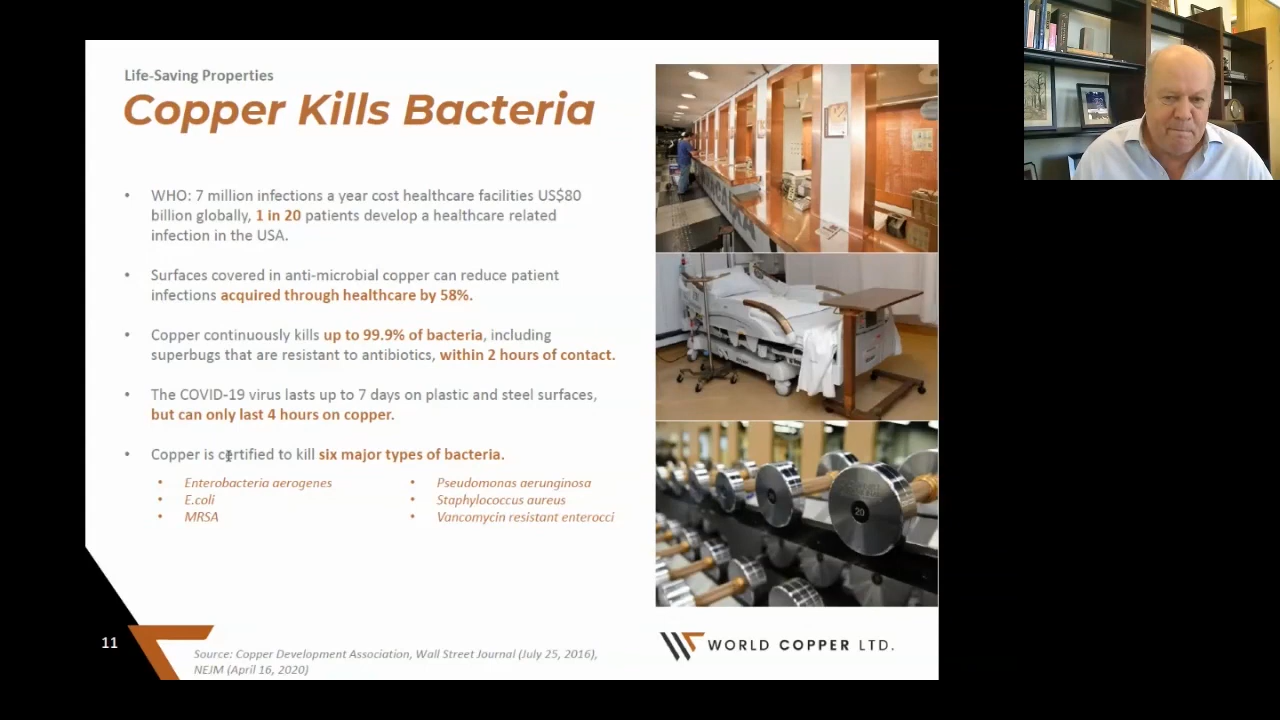 Life-Saving Properties
Copper Kills Bacteria
• WHO: 7 million infections a year cost healthcare facilities US$80
billion globally, 1 in 20 patients develop a healthcare related
infection in the USA.
• Surfaces covered in anti-microbial copper can reduce patient
infections acquired through healthcare by 58%.
• Copper continuously kills up to 99.9% of bacteria, including
superbugs that are resistant to antibiotics, within 2 hours of contact.
• The COVID-19 virus lasts up to 7 days on plastic and steel surfaces,
but can only last 4 hours on copper.
• Copper is certified to kill six major types of bacteria.
• Enterobacteria aerogenes
• E.coli
• MRSA
• Pseudomonas aerunginosa
• Staphylococcus aureus
• Vancomycin resistant enterocci
20
11
Source: Copper Development Association, Wall Street Journal (July 25, 2016),
NEJM (April 16, 2020)
WORLD COPPER LTD.